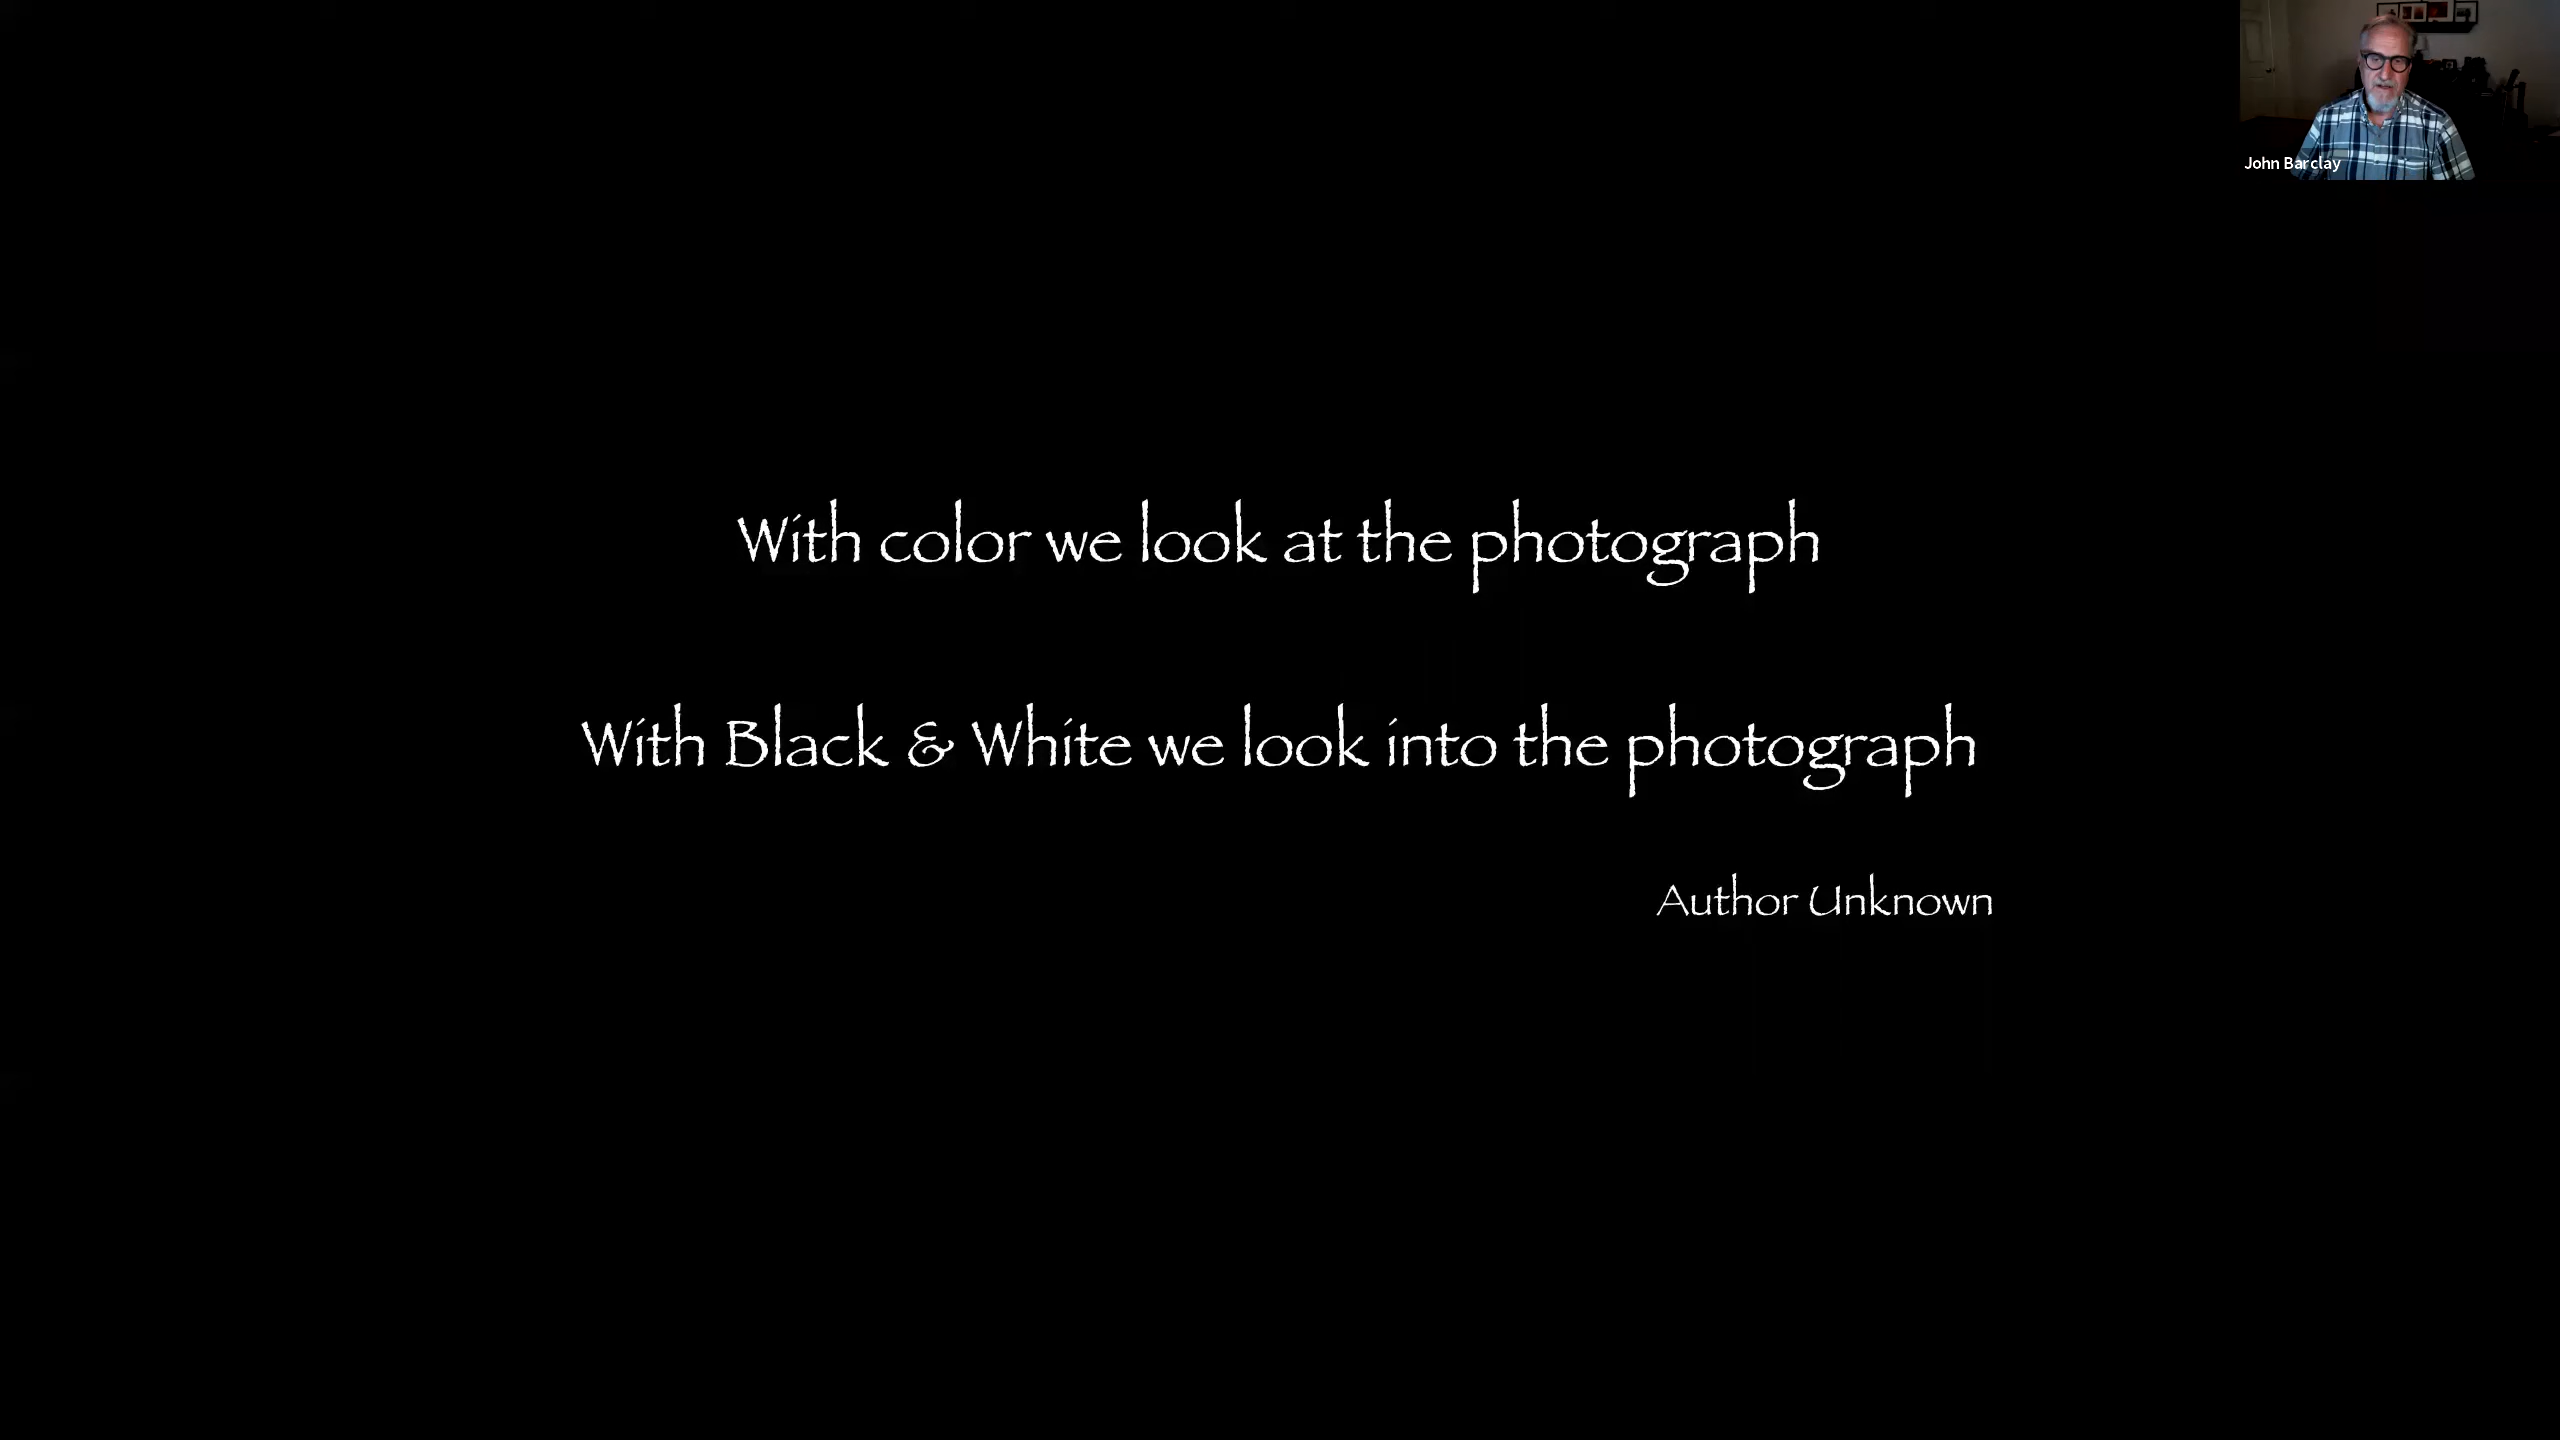 John Barclay
With color we look at the photograph
With Black & White we look into the photograph
Author Unknown